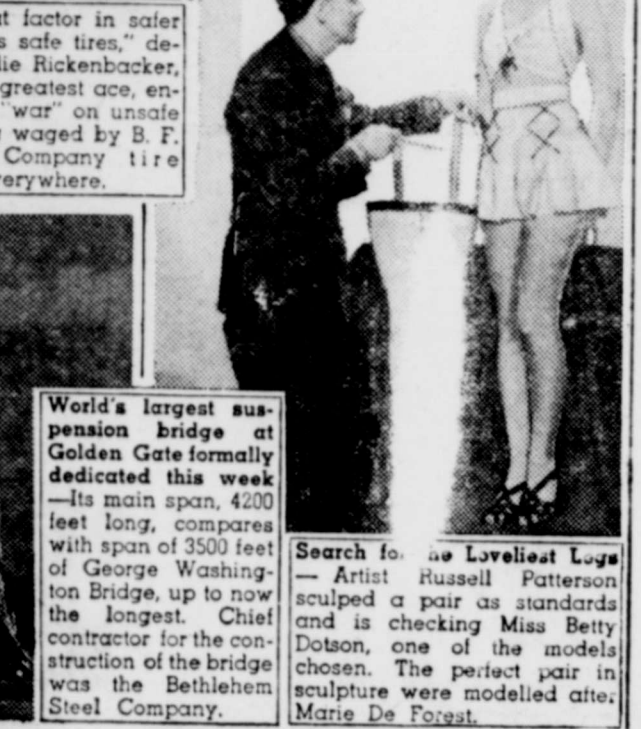 t factor in safer
s safe tires," de-
lie Rickenbacker,
greatest ace, en-
"war" on unsafe
waged by B. F.
Company tire
verywhere.
World's largest sus-
pension bridge at
Golden Gate formally
dedicated this week
—Its main span, 4200
feet long, compares
with span of 3500 feet
of George Washing-
ton Bridge, up to now
the longest. Chief
contractor for the con-
struction of the bridge
was the Bethlehem
Steel Company.
Search fo he Loveliest Legs
— Artist Russell Patterson
sculped a pair as standards
and is checking Miss Betty
Dotson, one of the models
chosen. The perfect pair in
sculpture were modelled after
Marie De Forest.